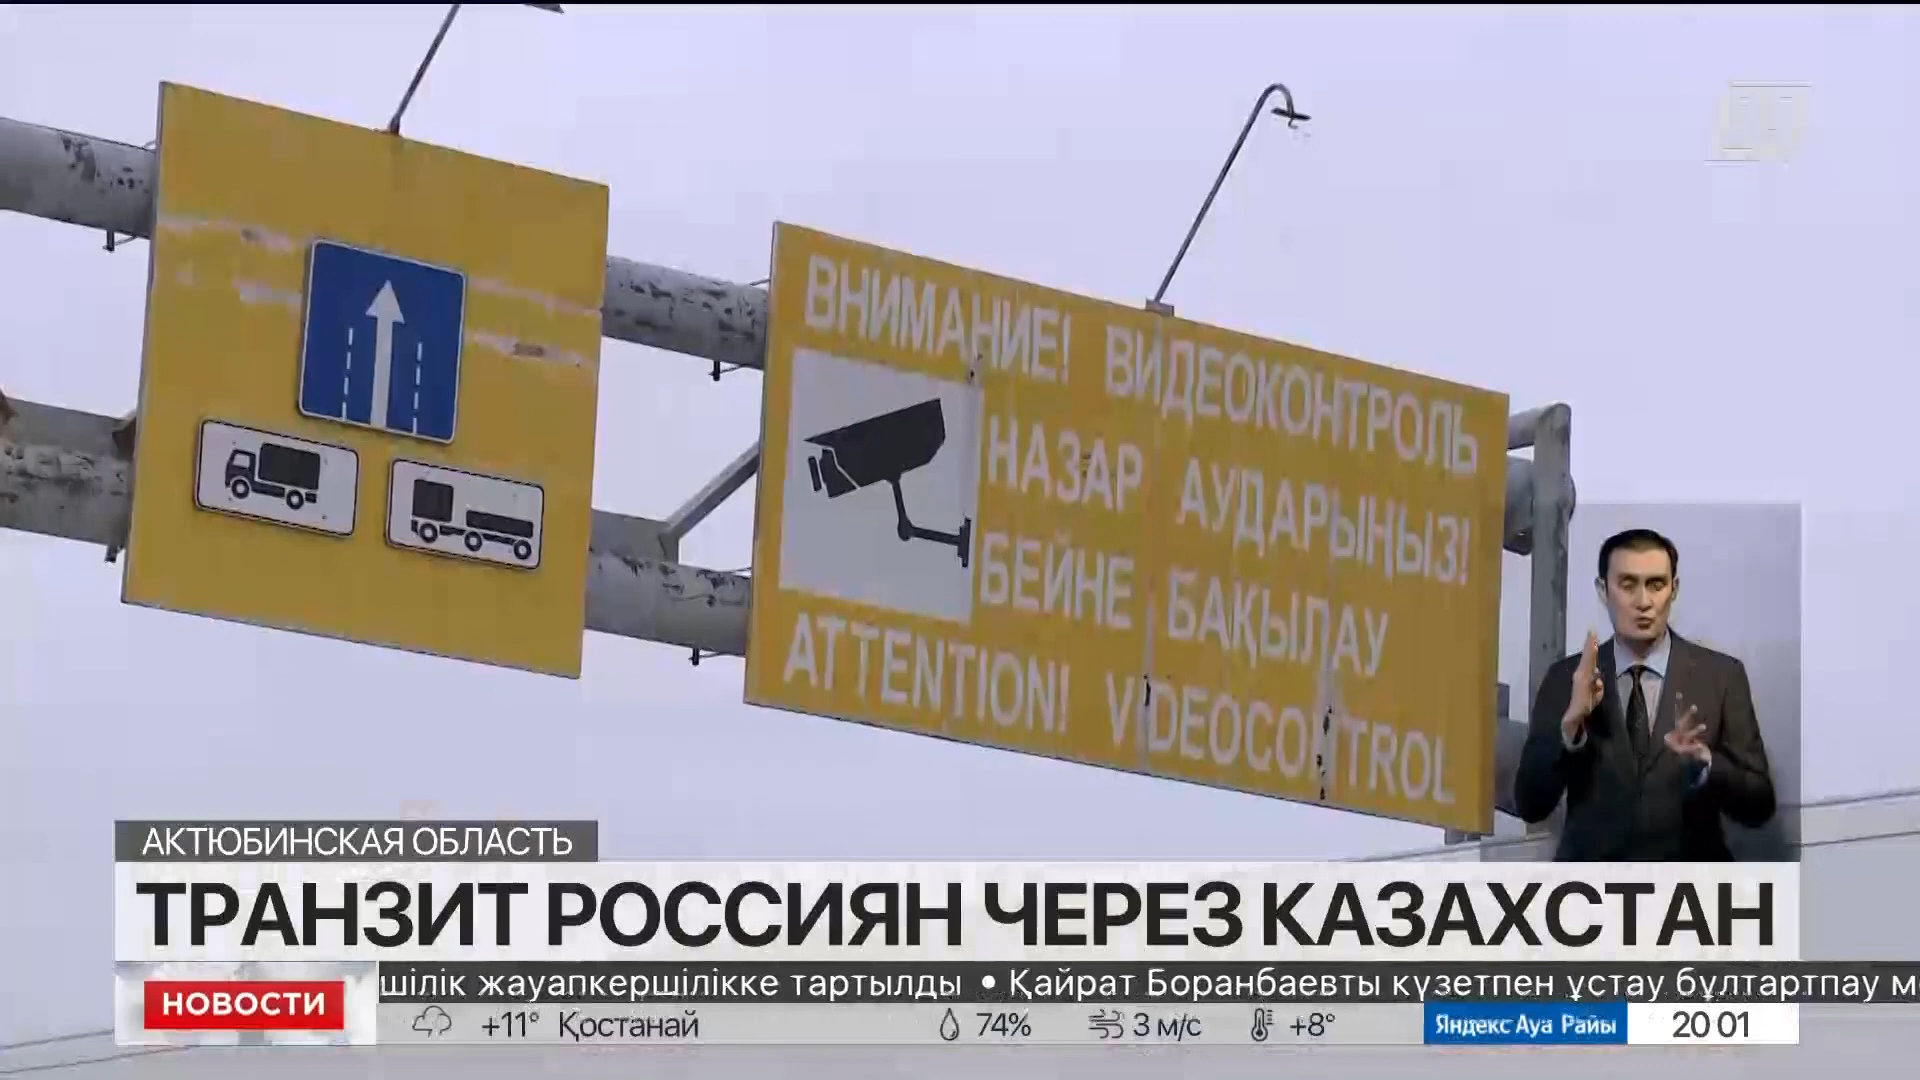 ВНИМАНИЕ! ВИДЕОКОНТРОЛЬ
НАЗАР АУДАРЫҢЫЗ!
БЕЙНЕ БАҚЫЛАУ
ATTENTION! VIDEOCONTROL
АКТЮБИНСКАЯ ОБЛАСТЬ
ТРАНЗИТ РОССИЯН ЧЕРЕЗ КАЗАХСТАН
НОВОСТИ
шілік жауапкершілікке тартылды • Қайрат Боранбаевты күзетпен ұстау бұлтартпау
+11° Қостанай 74% 3 м/с +8° Яндекс Ауа Райы 20 01